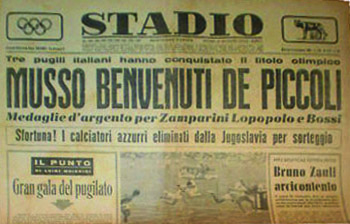 STADIO
Tre pugili italiani hanno conquistato il titolo olimpico
MUSSO BENVENUTI DE PICCOLI
Medaglie d'argento per Zamparini Lopopolo e Bossi
Sfortuna! I calciatori azzurri eliminati dalla Jugoslavia per sorteggio
IL PUNTO
Gran gala del pugilato
Bruno Zauli